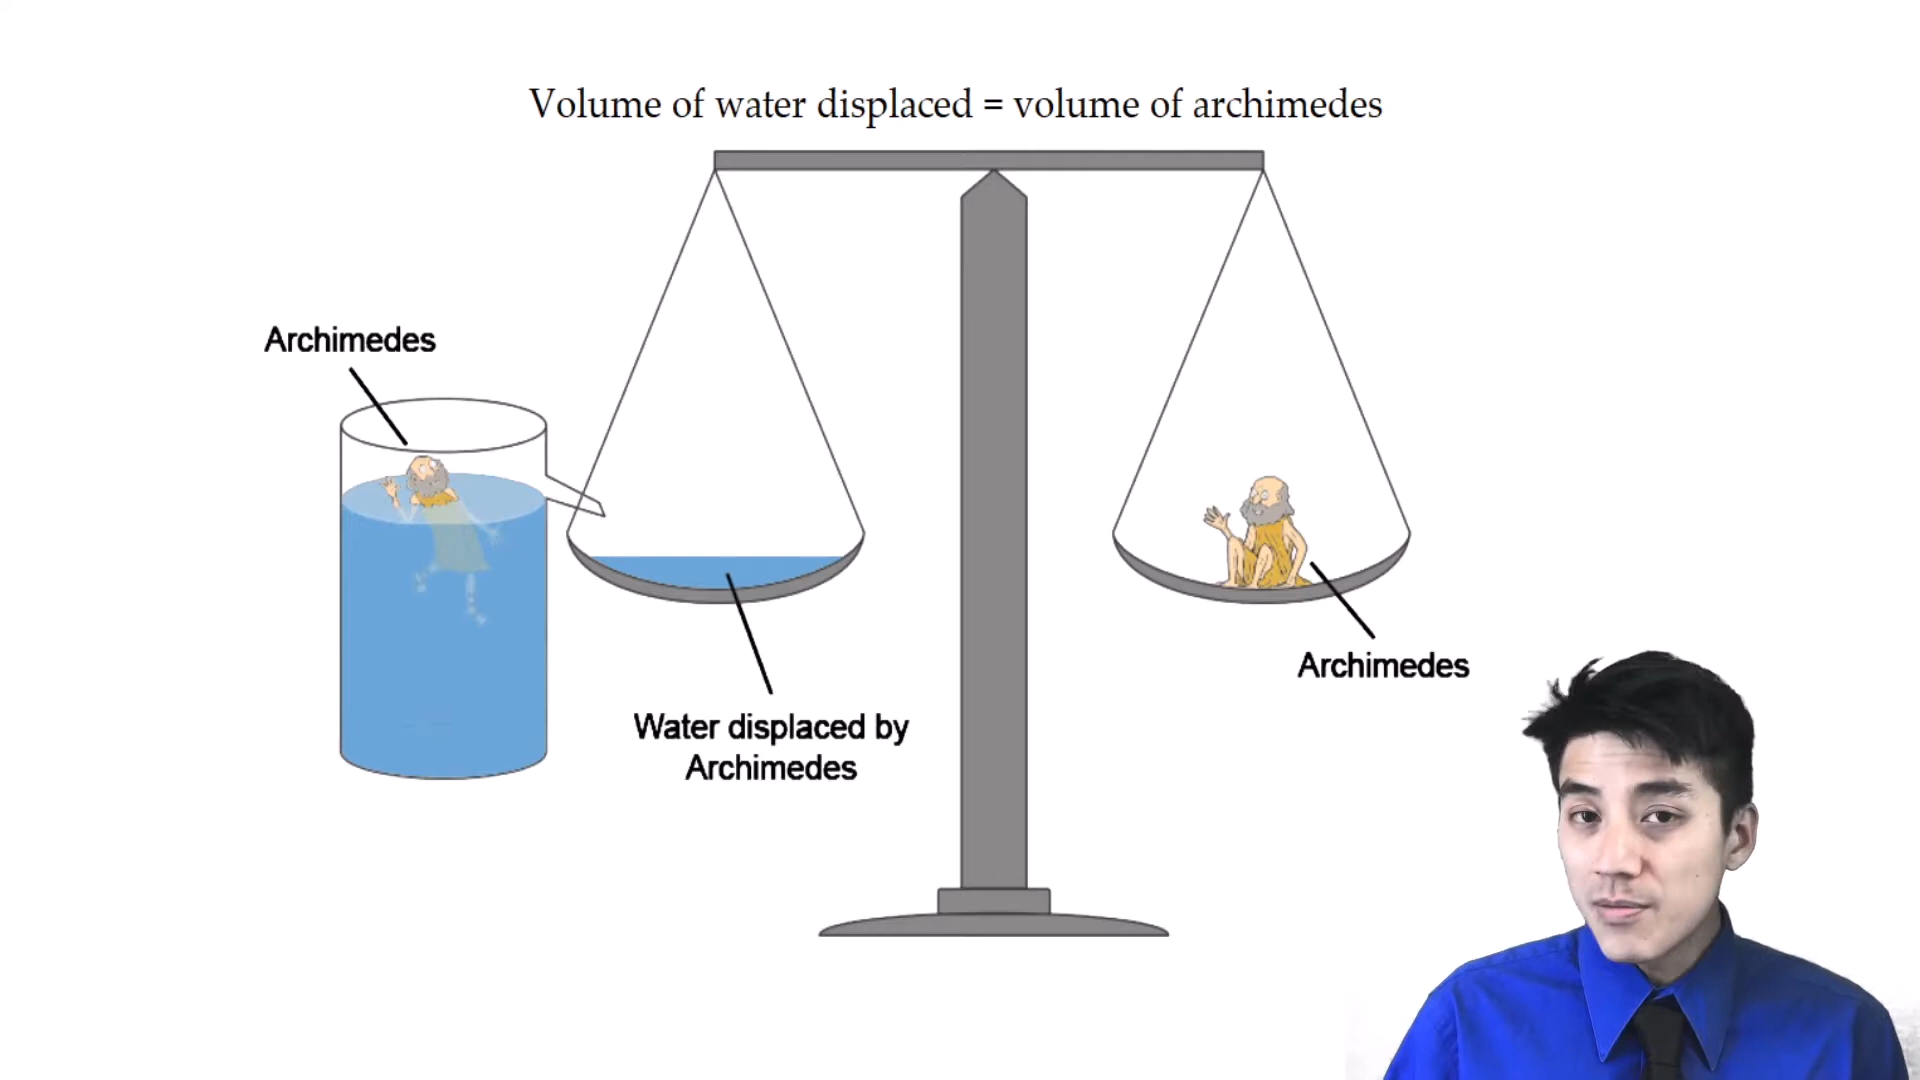 Volume of water displaced = volume of archimedes
Archimedes
Water displaced by
Archimedes
Archimedes